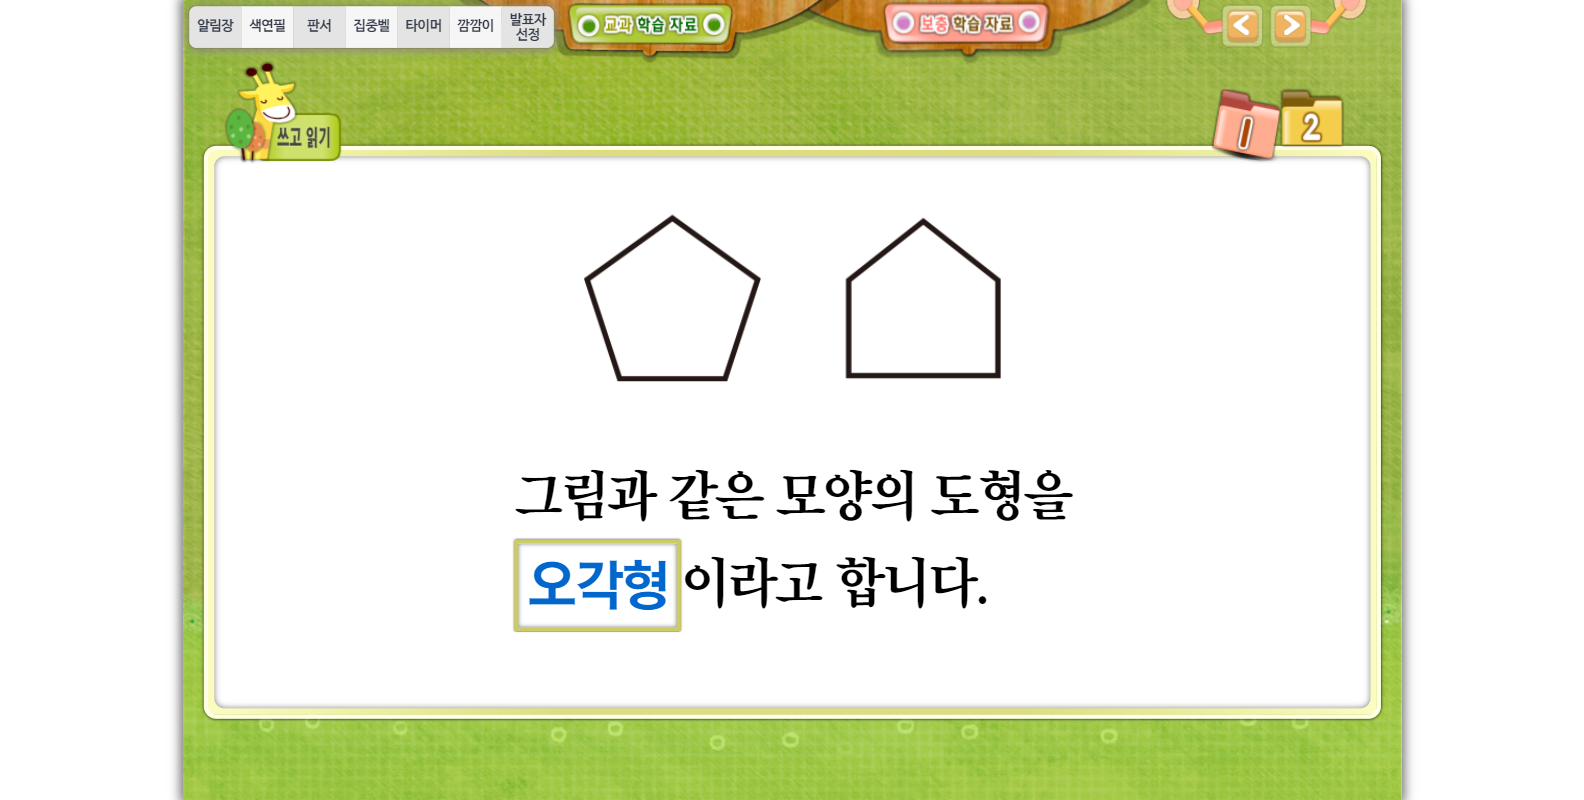 알림장 색연필 판서 집중벨 타이머 깜깜이 발표자 선정
교과 학습 자료
보충 학습 자료
쓰고 읽기
1 2
그림과 같은 모양의 도형을
오각형이라고 합니다.